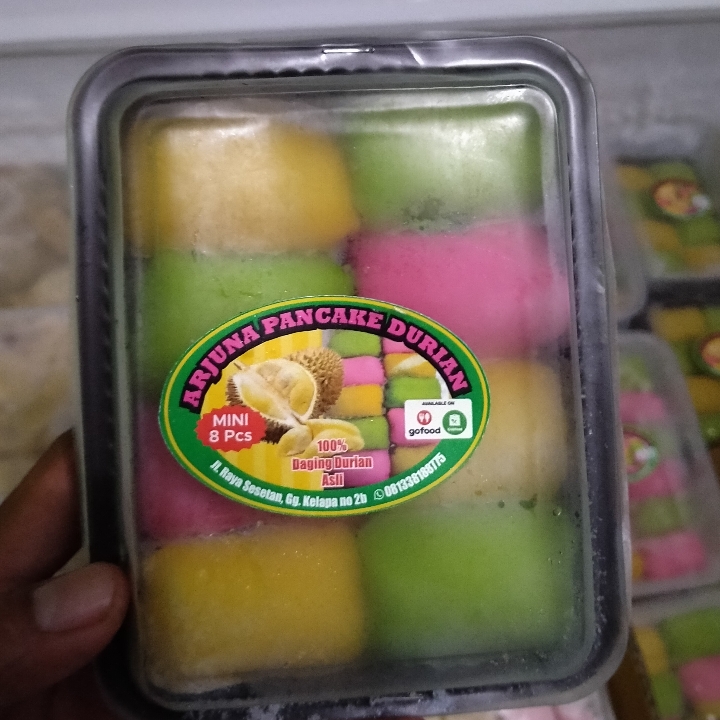 ARJUNA PANCAKE DURIAN
MINI
8 Pcs
AVAILABLE ON
gofood
100%
Daging Durian
Asli
Jl. Raya Sesetan, Gg. Kelapa no 2b 081338188775